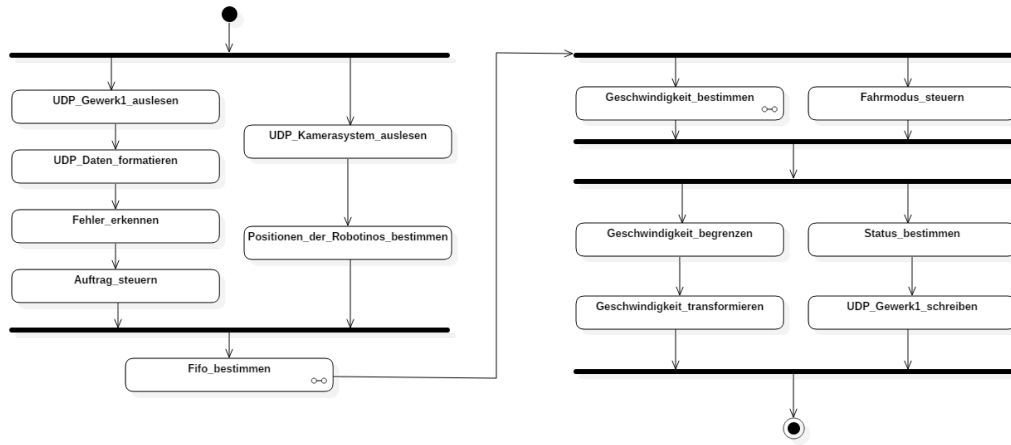 UDP_Gewerk1_auslesen
UDP_Daten_formatieren
Fehler_erkennen
Auftrag_steuern
UDP_Kamerasystem_auslesen
Positionen_der_Robotinos_bestimmen
Fifo_bestimmen
Geschwindigkeit_bestimmen
Fahrmodus_steuern
Geschwindigkeit_begrenzen
Geschwindigkeit_transformieren
Status_bestimmen
UDP_Gewerk1_schreiben